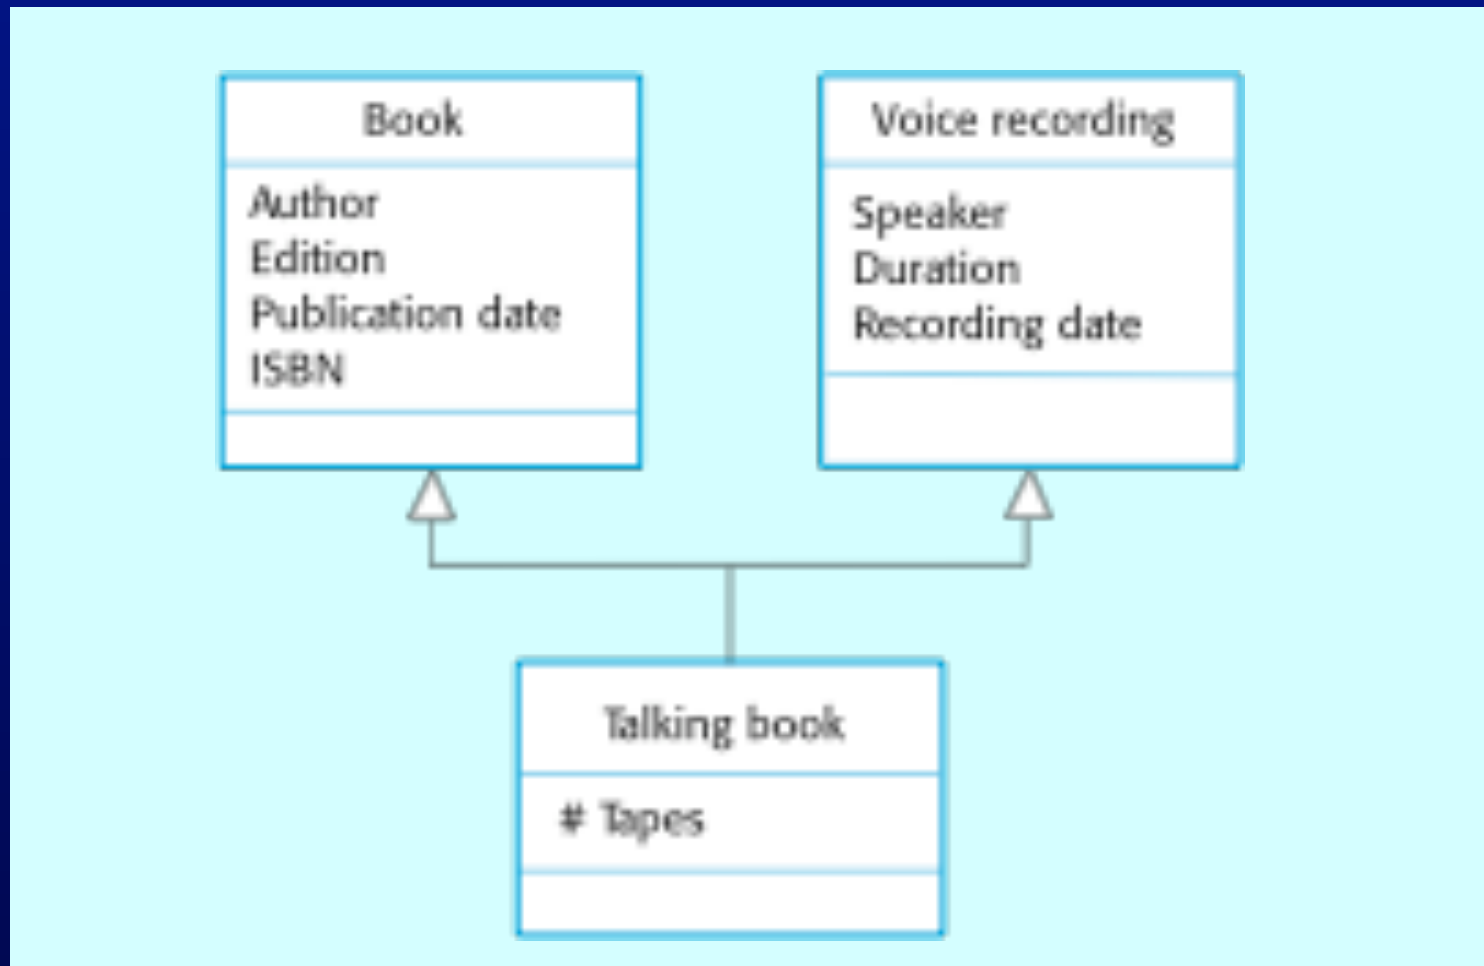 Book
Author
Edition
Publication date
ISBN
Voice recording
Speaker
Duration
Recording date
Talking book
# Tapes